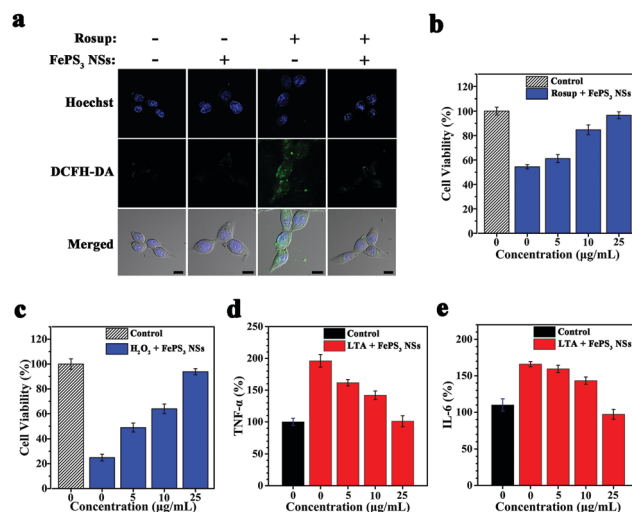 a
Rosup: - - + +
FePS3 NSs: - + - +
Hoechst
DCFH-DA
Merged
b
Control
Rosup + FePS3 NSs
Cell Viability (%)
120
100
80
60
40
20
0
0 0 5 10 25
Concentration (μg/mL)
c
Control
H2O2 + FePS3 NSs
Cell Viability (%)
120
100
80
60
40
20
0
0 0 5 10 25
Concentration (μg/mL)
d
Control
LTA + FePS3 NSs
TNF-α (%)
250
200
150
100
50
0
0 0 5 10 25
Concentration (μg/mL)
e
Control
LTA + FePS3 NSs
IL-6 (%)
200
150
100
50
0
0 0 5 10 25
Concentration (μg/mL)